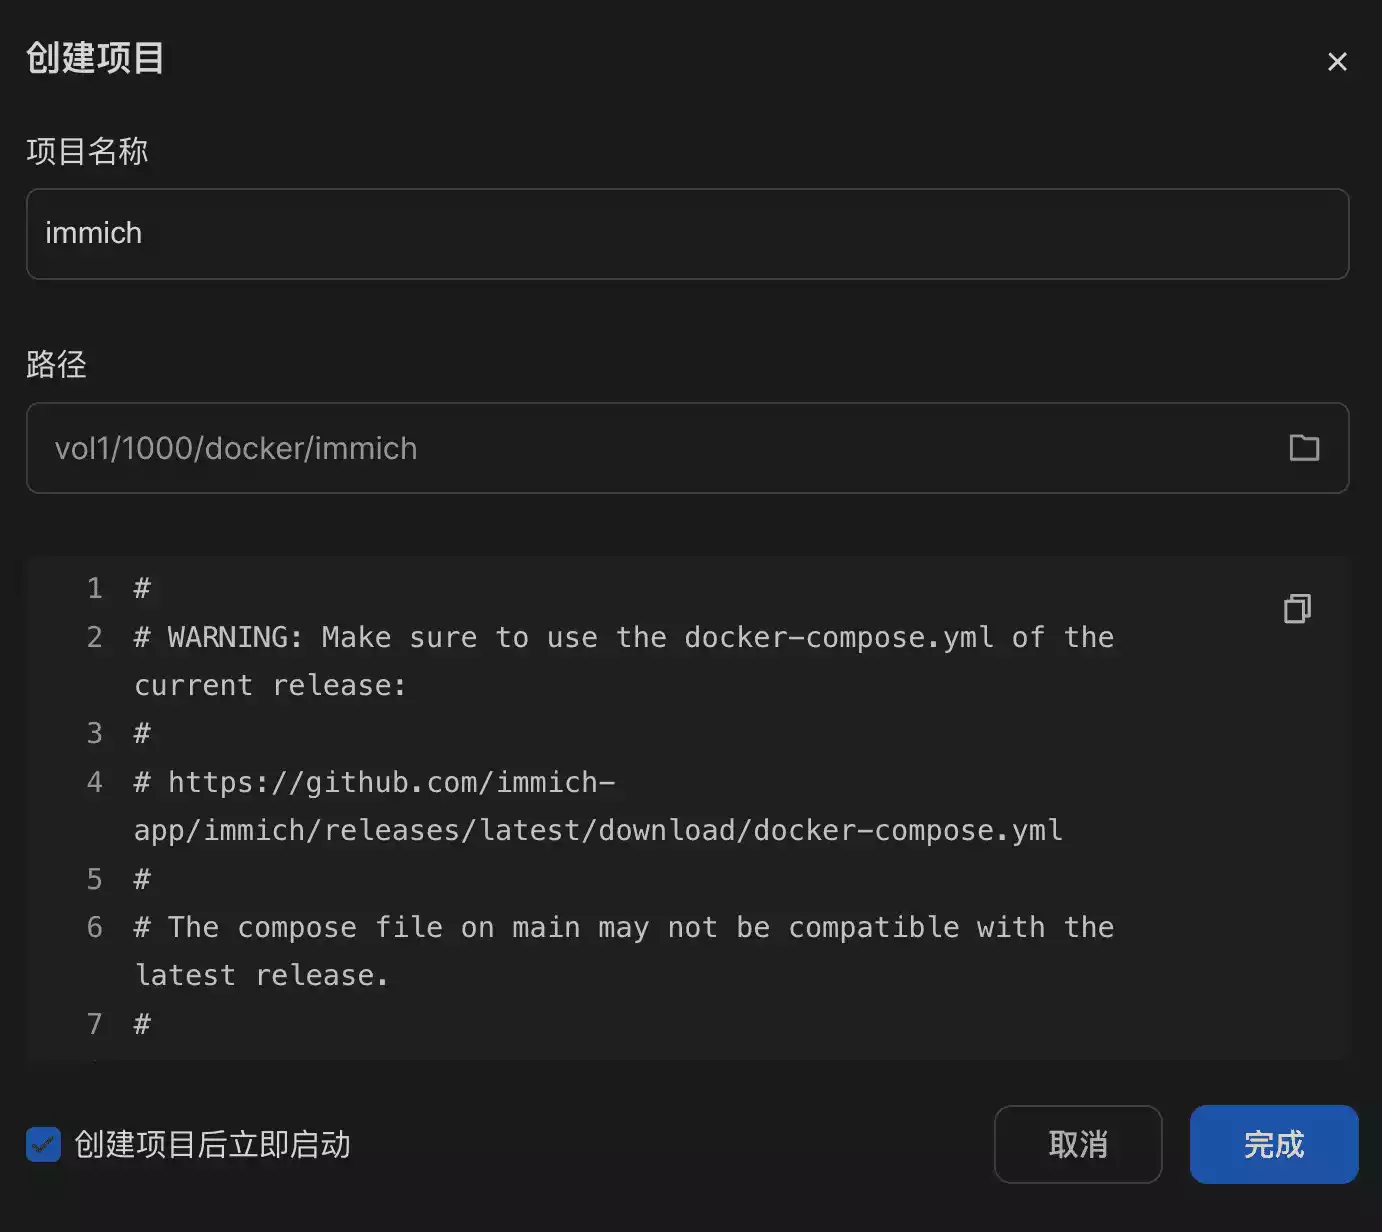 创建项目
项目名称
immich
路径
vol1/1000/docker/immich
1 #
2 # WARNING: Make sure to use the docker-compose.yml of the
current release:
3 #
4 # https://github.com/immich-
app/immich/releases/latest/download/docker-compose.yml
5 #
6 # The compose file on main may not be compatible with the
latest release.
7 #
创建项目后立即启动
取消
完成